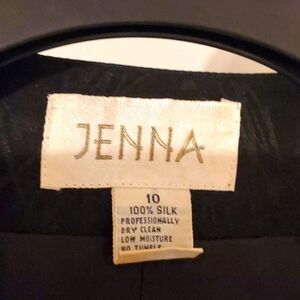 JENNA
10
100% SILK
PROFESSIONALLY
DRY CLEAN
LOW MOISTURE
NO TUMBLE